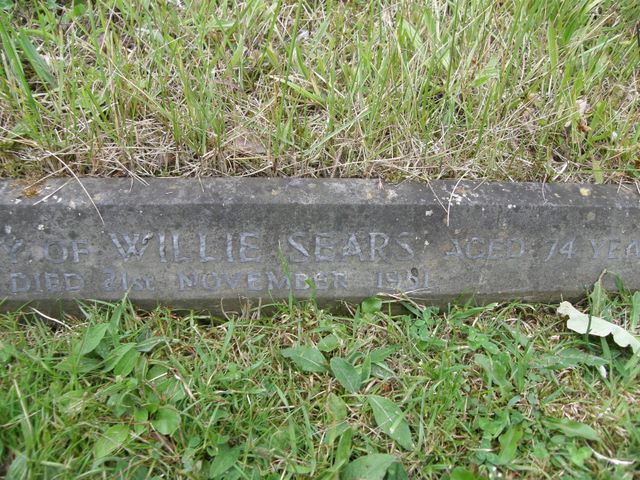 Y OF WILLIE SEARS AGED 74 YEA
DIED 21ST NOVEMBER 1951.